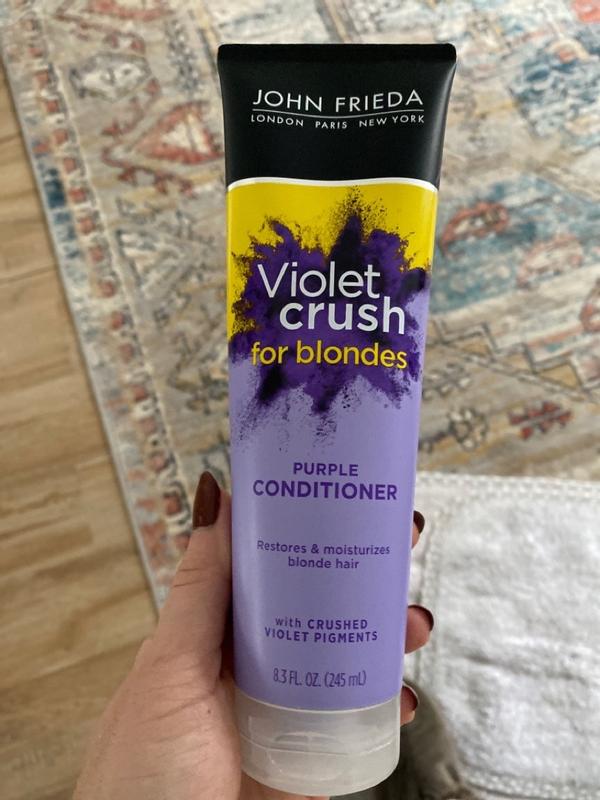 JOHN FRIEDA
LONDON PARIS NEW YORK
Violet
crush
for blondes
PURPLE
CONDITIONER
Restores & moisturizes
blonde hair
with CRUSHED
VIOLET PIGMENTS
8.3 FL. OZ. (245 mL)